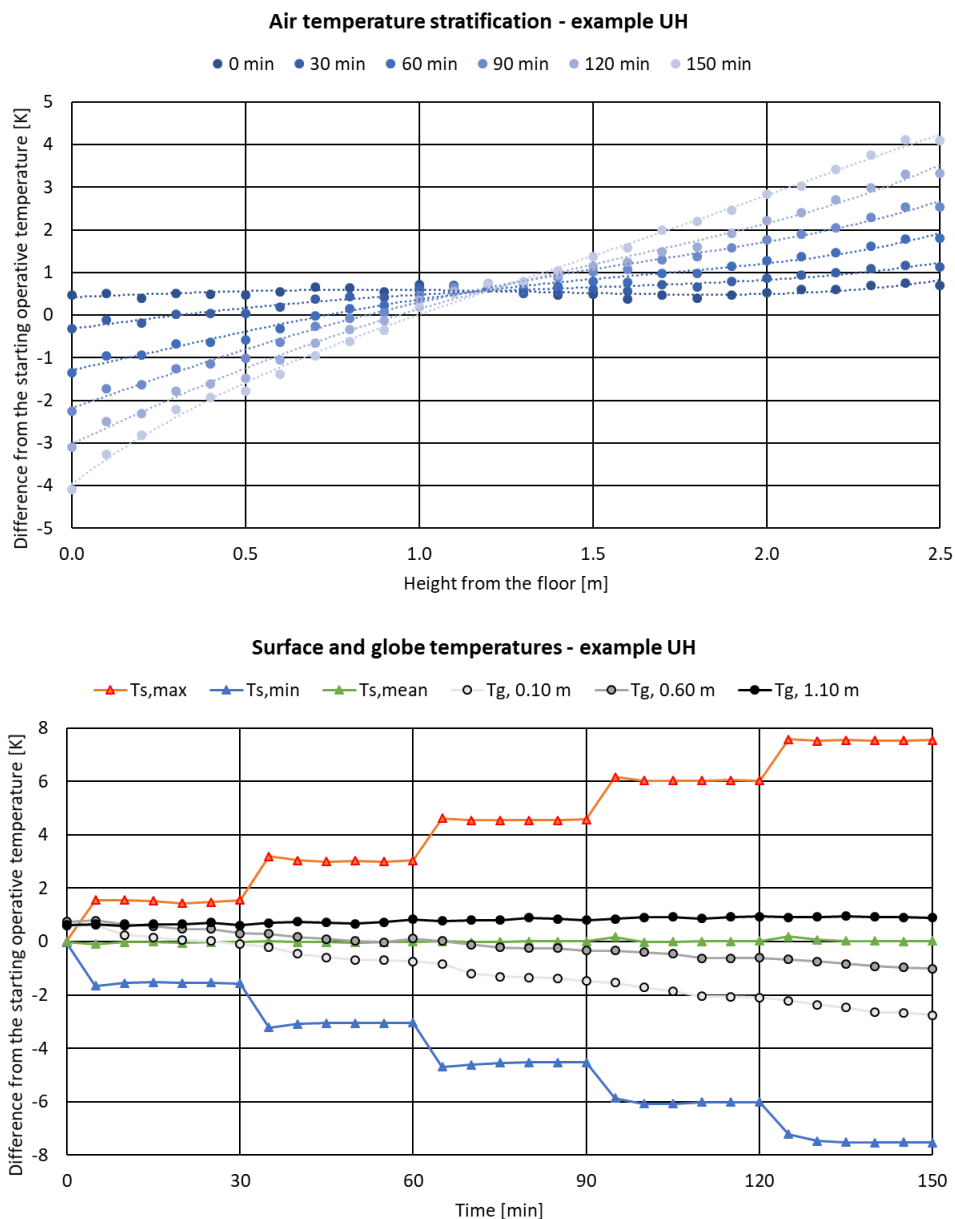 Air temperature stratification - example UH
0 min 30 min 60 min 90 min 120 min 150 min
Difference from the starting operative temperature [K]
5
4
3
2
1
0
-1
-2
-3
-4
-5
0.0 0.5 1.0 1.5 2.0 2.5
Height from the floor [m]
Surface and globe temperatures - example UH
Ts,max Ts,min Ts,mean Tg, 0.10 m Tg, 0.60 m Tg, 1.10 m
Difference from the starting operative temperature [K]
8
6
4
2
0
-2
-4
-6
-8
0 30 60 90 120 150
Time [min]